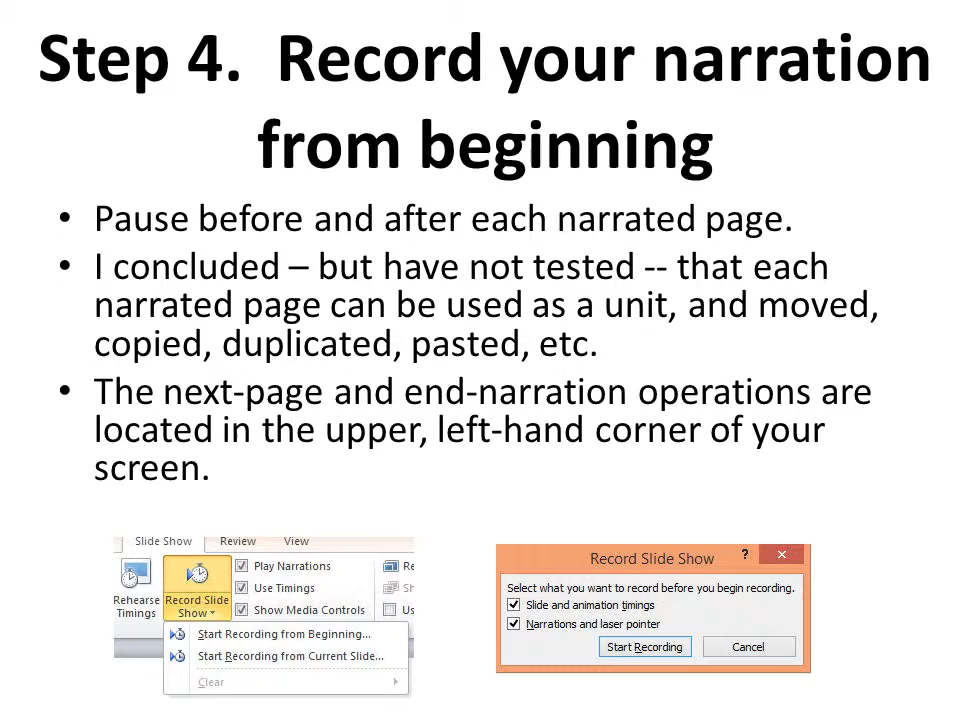 Step 4. Record your narration
from beginning
• Pause before and after each narrated page.
• I concluded – but have not tested -- that each
narrated page can be used as a unit, and moved,
copied, duplicated, pasted, etc.
• The next-page and end-narration operations are
located in the upper, left-hand corner of your
screen.
Slide Show Review View
Rehearse
Timings
Record Slide
Show
Play Narrations
Use Timings
Show Media Controls
Start Recording from Beginning...
Start Recording from Current Slide...
Clear
Record Slide Show ? ×
Select what you want to record before you begin recording.
Slide and animation timings
Narrations and laser pointer
Start Recording Cancel